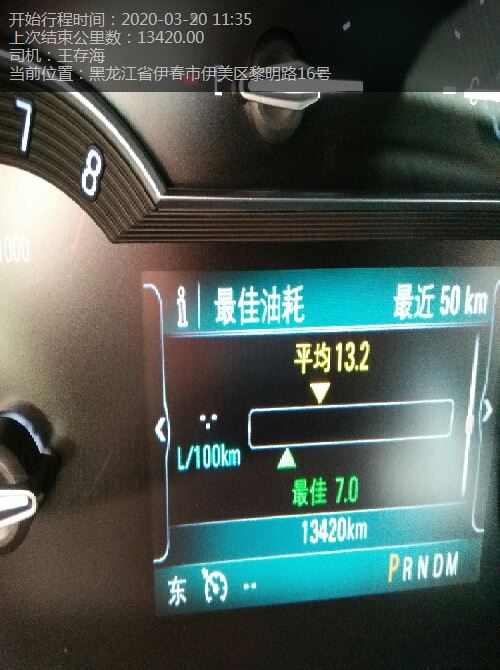 开始行程时间：2020-03-20 11:35
上次结束公里数：13420.00
司机：王存海
当前位置：黑龙江省伊春市伊美区黎明路16号
7
8
1000
i 最佳油耗 最近 50 km
平均 13.2
L/100km
最佳 7.0
13420km
PRNDM
东 --